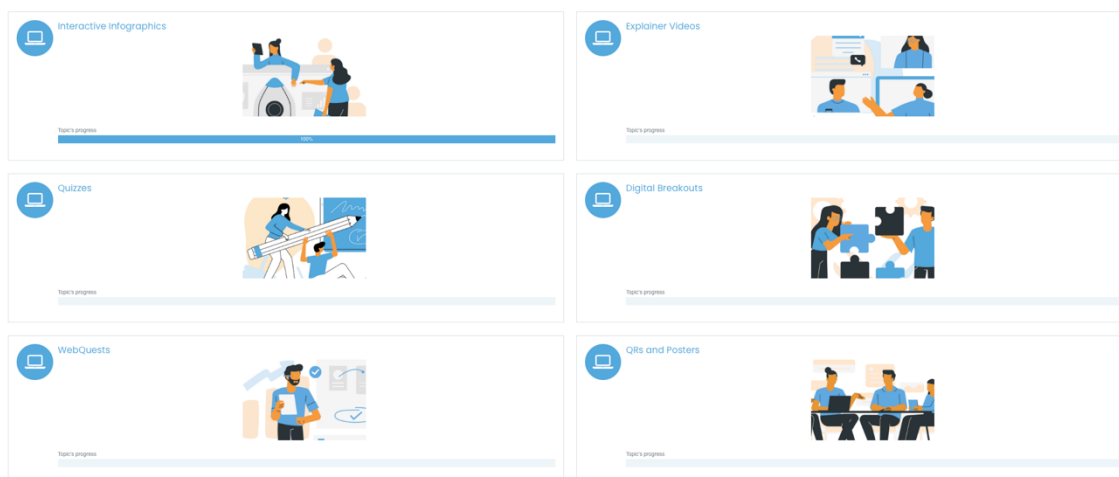 Interactive Infographics
Topic's progress
100%
Explainer Videos
Topic's progress
Quizzes
Topic's progress
Digital Breakouts
Topic's progress
WebQuests
Topic's progress
QRs and Posters
Topic's progress